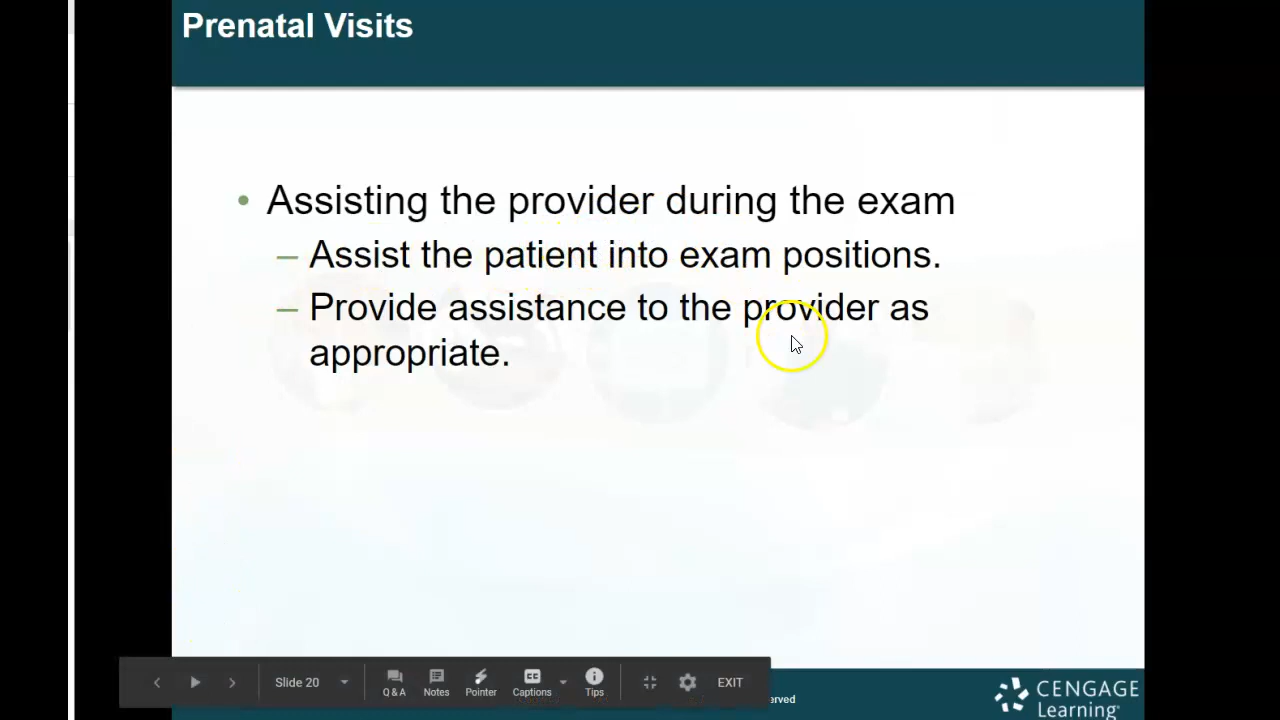 Prenatal Visits
• Assisting the provider during the exam
– Assist the patient into exam positions.
– Provide assistance to the provider as
appropriate.
Slide 20
Q & A
Notes
Pointer
Captions
Tips
EXIT
CENGAGE
Learning